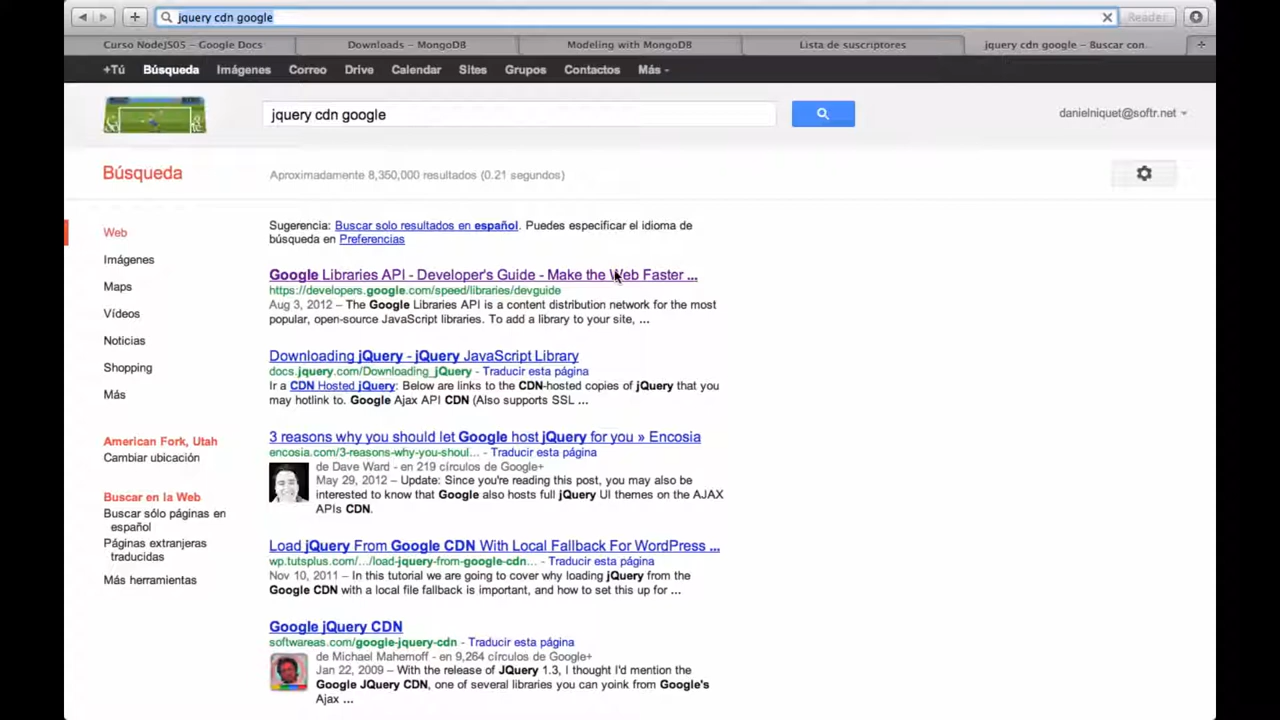 jquery cdn google
Reader
Curso NodeJS05 – Google Docs
Downloads – MongoDB
Modeling with MongoDB
Lista de suscriptores
jquery cdn google – Buscar con...
+Tú Búsqueda Imágenes Correo Drive Calendar Sites Grupos Contactos Más
jquery cdn google
danielniquet@softr.net
Búsqueda
Aproximadamente 8,350,000 resultados (0.21 segundos)
Web
Imágenes
Maps
Vídeos
Noticias
Shopping
Más
American Fork, Utah
Cambiar ubicación
Buscar en la Web
Buscar sólo páginas en
español
Páginas extranjeras
traducidas
Más herramientas
Sugerencia: Buscar solo resultados en español. Puedes especificar el idioma de
búsqueda en Preferencias
Google Libraries API - Developer's Guide - Make the Web Faster ...
https://developers.google.com/speed/libraries/devguide
Aug 3, 2012 – The Google Libraries API is a content distribution network for the most
popular, open-source JavaScript libraries. To add a library to your site, ...
Downloading jQuery - jQuery JavaScript Library
docs.jquery.com/Downloading_jQuery - Traducir esta página
Ir a CDN Hosted jQuery: Below are links to the CDN-hosted copies of jQuery that you
may hotlink to. Google Ajax API CDN (Also supports SSL ...
3 reasons why you should let Google host jQuery for you » Encosia
encosia.com/3-reasons-why-you-shoul... - Traducir esta página
de Dave Ward - en 219 círculos de Google+
May 29, 2012 – Update: Since you're reading this post, you may also be
interested to know that Google also hosts full jQuery UI themes on the AJAX
APIs CDN.
Load jQuery From Google CDN With Local Fallback For WordPress ...
wp.tutsplus.com/.../load-jquery-from-google-cdn... - Traducir esta página
Nov 10, 2011 – In this tutorial we are going to cover why loading jQuery from the
Google CDN with a local file fallback is important, and how to set this up for ...
Google jQuery CDN
softwareas.com/google-jquery-cdn - Traducir esta página
de Michael Mahemoff - en 9,264 círculos de Google+
Jan 22, 2009 – With the release of JQuery 1.3, I thought I'd mention the
Google JQuery CDN, one of several libraries you can yoink from Google's
Ajax ...